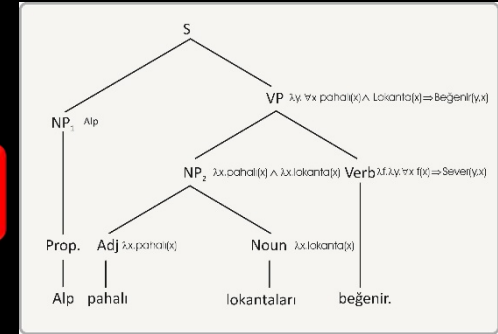 S
VP λy. ∀x pahalı(x)∧ Lokanta(x)⇒Beğenir(y,x)
NP₁ Alp
NP₂ λx.pahalı(x) ∧ λx.lokanta(x) Verb λf.λy.∀x f(x)⇒Sever(y,x)
Prop. Adj λx.pahalı(x) Noun λx.lokanta(x)
Alp pahalı lokantaları beğenir.